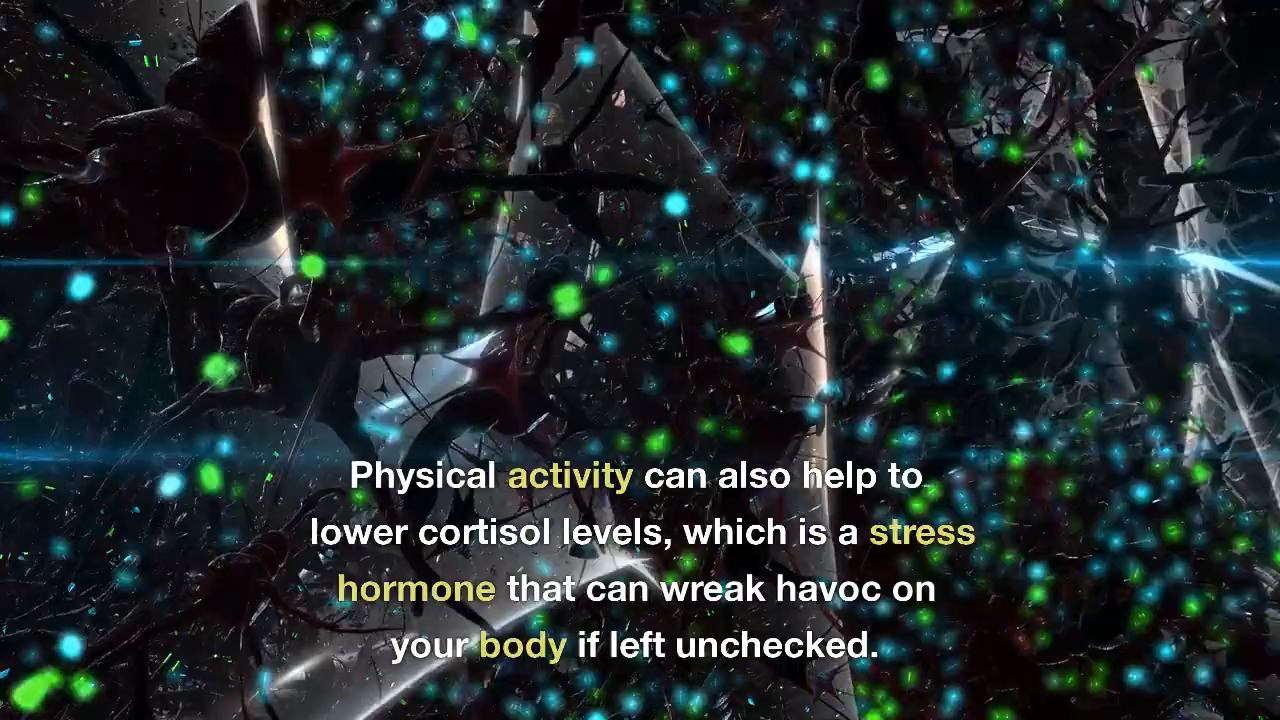 Physical activity can also help to
lower cortisol levels, which is a stress
hormone that can wreak havoc on
your body if left unchecked.